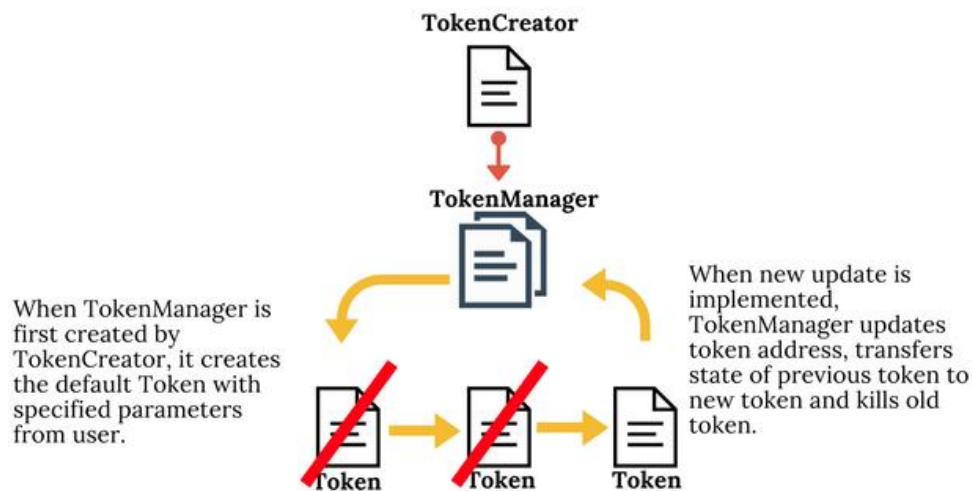 TokenCreator
TokenManager
When TokenManager is
first created by
TokenCreator, it creates
the default Token with
specified parameters
from user.
When new update is
implemented,
TokenManager updates
token address, transfers
state of previous token to
new token and kills old
token.
Token
Token
Token